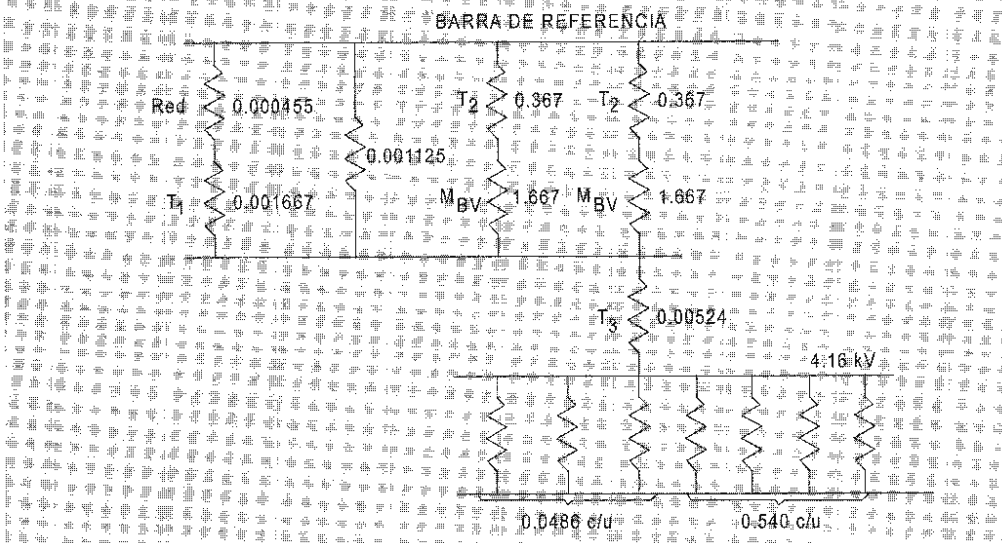 BARRA DE REFERENCIA
Red 0.000455
T2 0.367
T2 0.367
0.001125
T1 0.001667
MBV 1.667
MBV 1.667
T3 0.00524
4.16 kV
0.0486 c/u
0.540 c/u